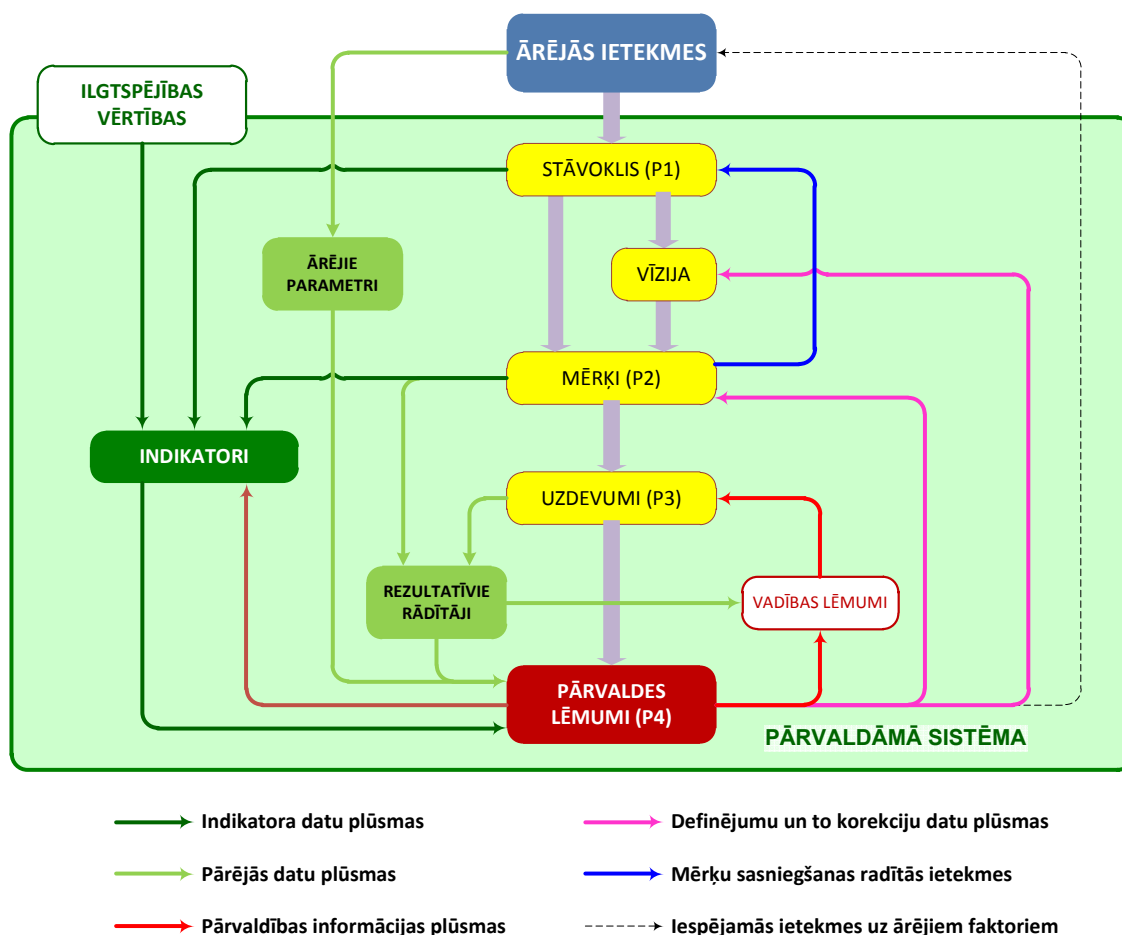 ĀRĒJĀS IETEKMES
ILGTSPĒJĪBAS
VĒRTĪBAS
STĀVOKLIS (P1)
ĀRĒJIE
PARAMETRI
VĪZIJA
MĒRĶI (P2)
INDIKATORI
UZDEVUMI (P3)
REZULTATĪVIE
RĀDĪTĀJI
VADĪBAS LĒMUMI
PĀRVALDES
LĒMUMI (P4)
PĀRVALDĀMĀ SISTĒMA
Indikatora datu plūsmas
Definējumu un to korekciju datu plūsmas
Pārējās datu plūsmas
Mērķu sasniegšanas radītās ietekmes
Pārvaldības informācijas plūsmas
Iespējamās ietekmes uz ārējiem faktoriem